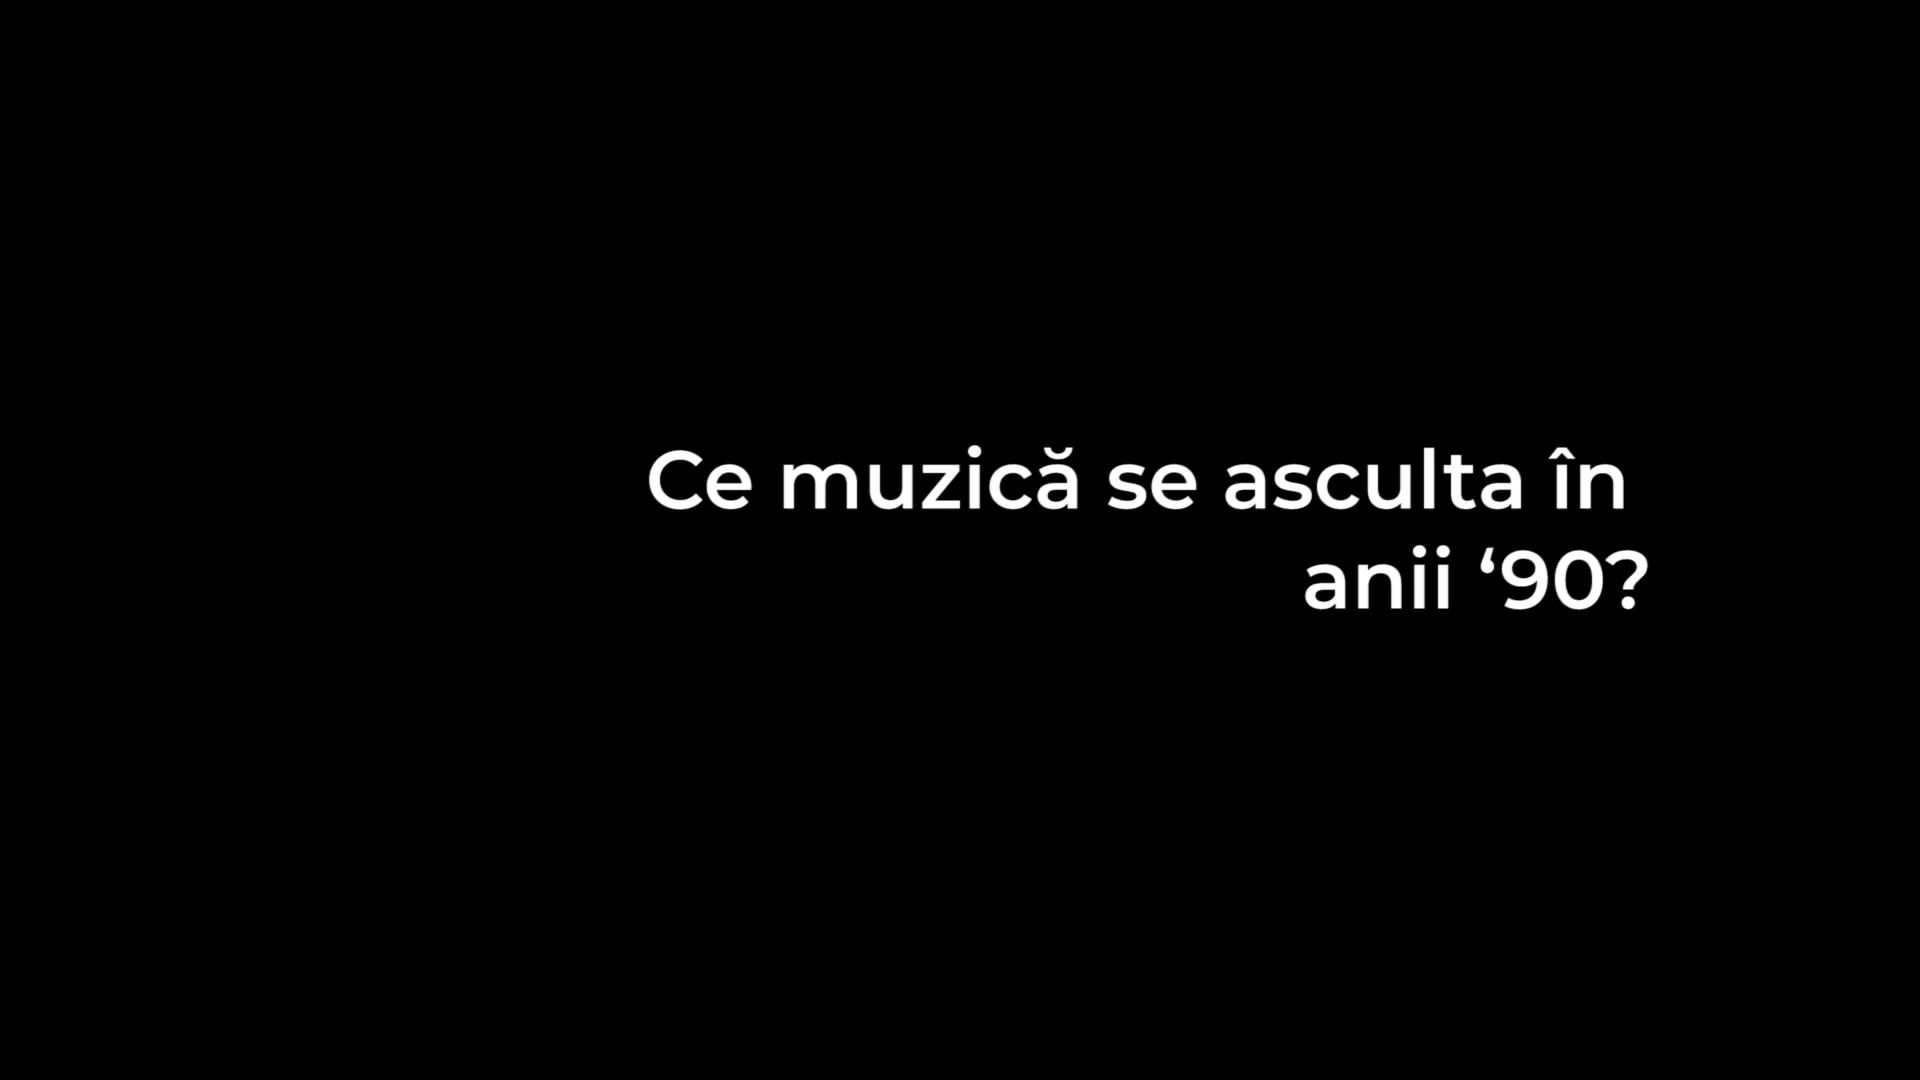 Ce muzică se asculta în
anii ‘90?